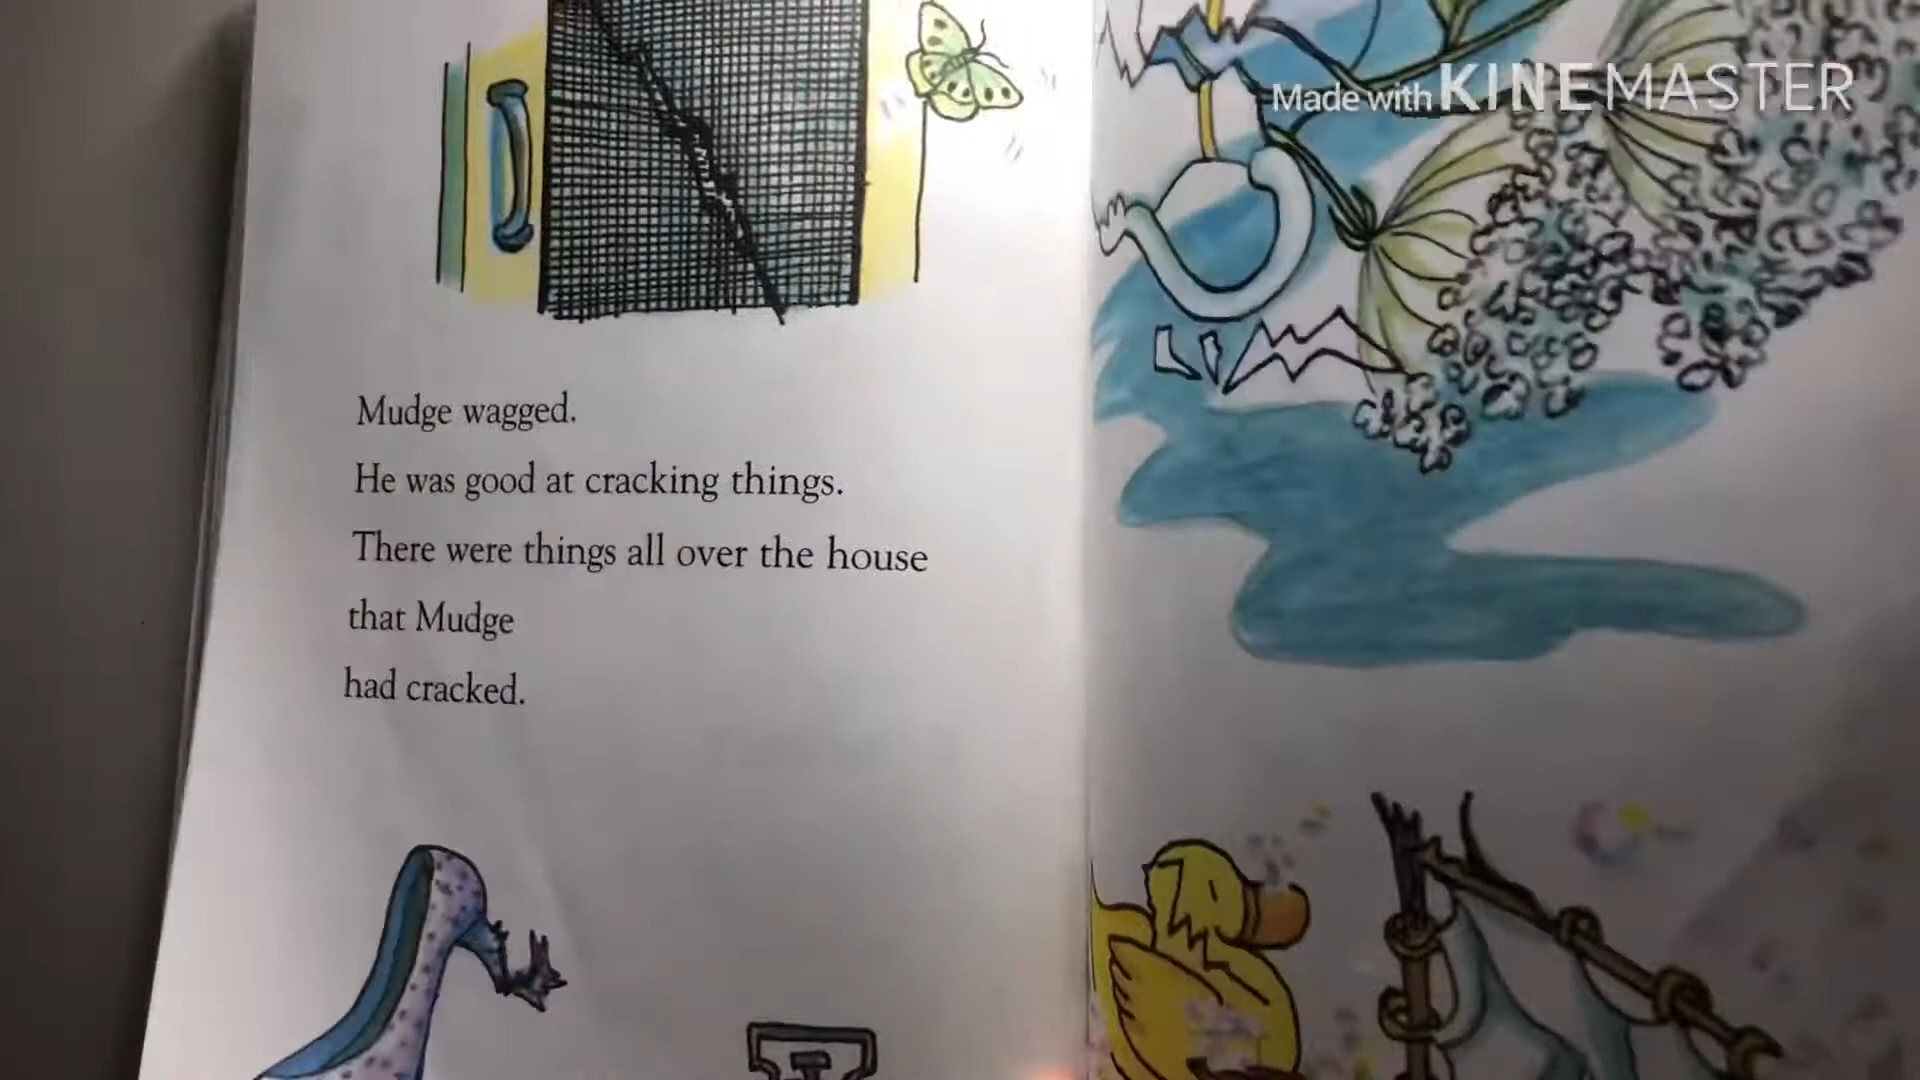 Made with KINEMASTER
Mudge wagged.
He was good at cracking things.
There were things all over the house
that Mudge
had cracked.